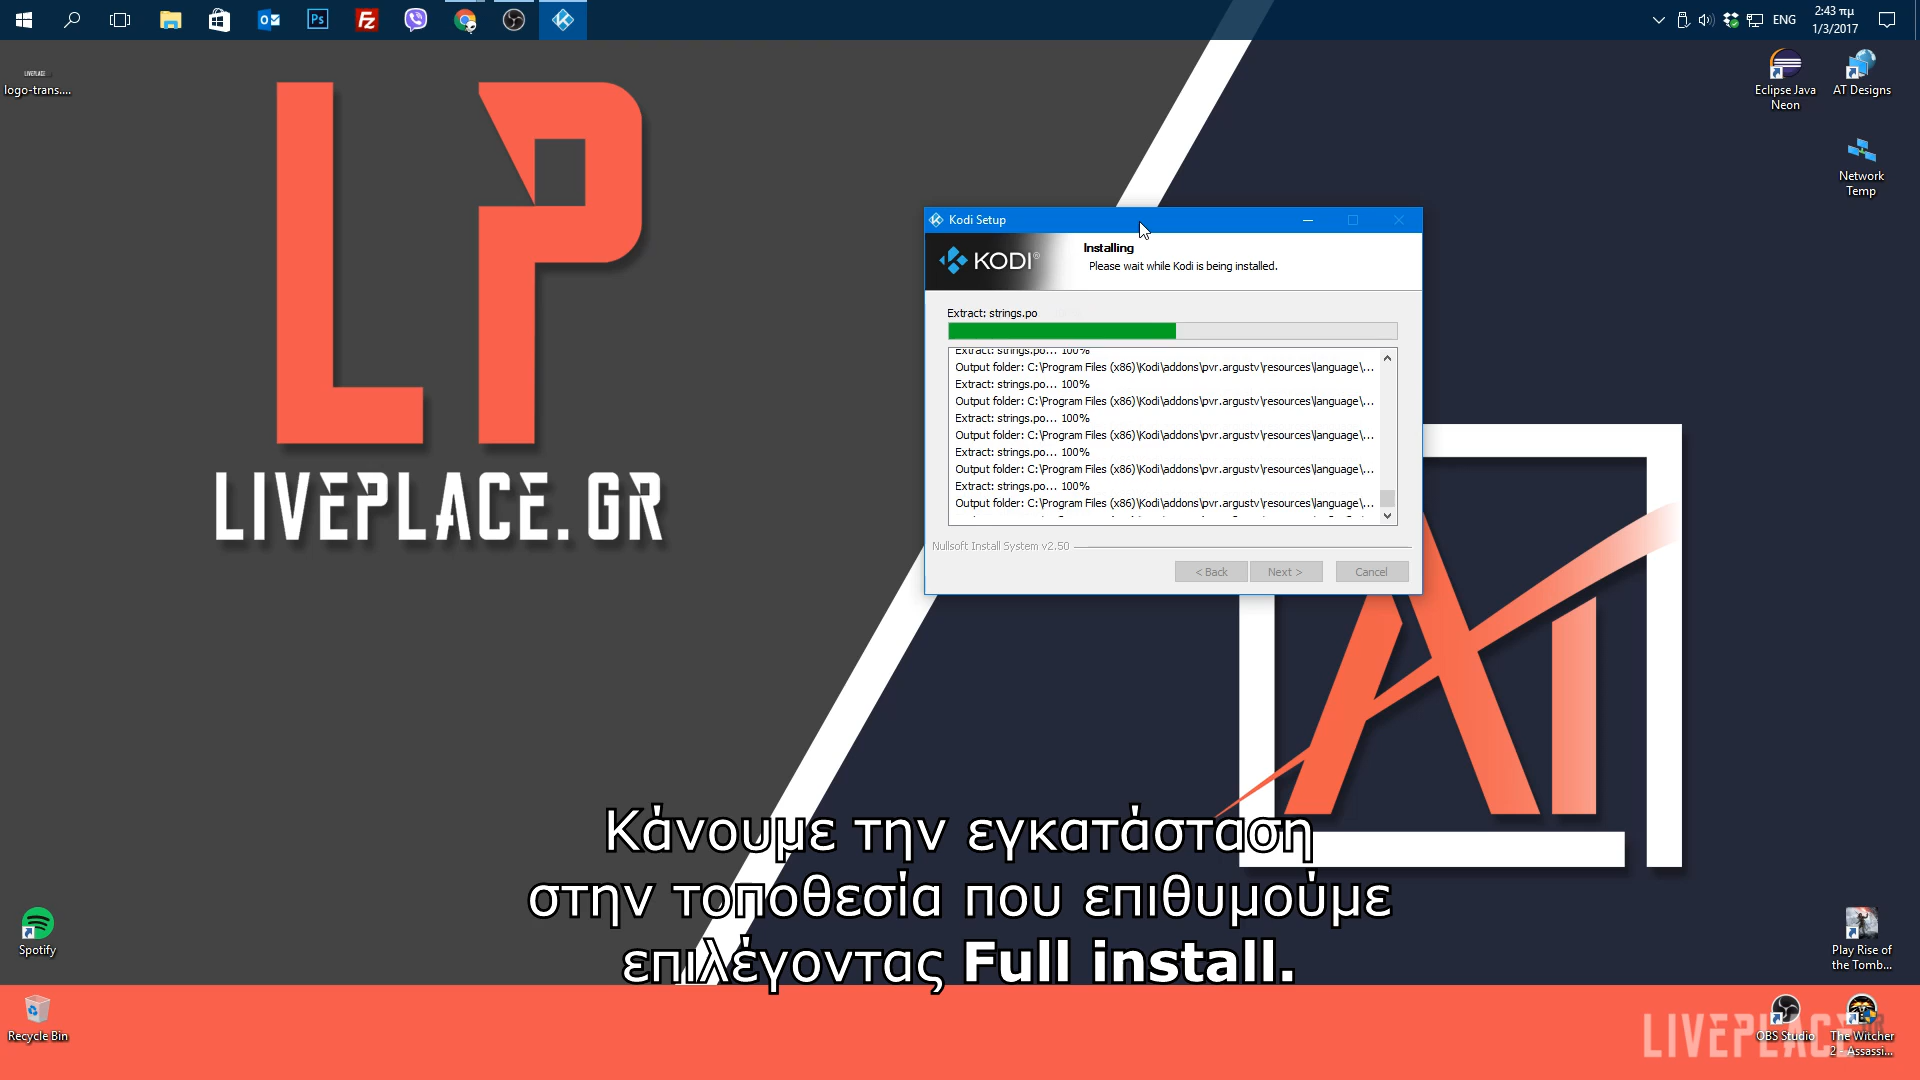 2:43 πμ
ENG
1/3/2017
LIVEPLACE
logo-trans....
Eclipse Java
Neon
AT Designs
Network
Temp
LP
LIVEPLACE.GR
Kodi Setup
KODI®
Installing
Please wait while Kodi is being installed.
Extract: strings.po
Extract: strings.po... 100%
Output folder: C:\Program Files (x86)\Kodi\addons\pvr.argustv\resources\language\...
Extract: strings.po... 100%
Output folder: C:\Program Files (x86)\Kodi\addons\pvr.argustv\resources\language\...
Extract: strings.po... 100%
Output folder: C:\Program Files (x86)\Kodi\addons\pvr.argustv\resources\language\...
Extract: strings.po... 100%
Output folder: C:\Program Files (x86)\Kodi\addons\pvr.argustv\resources\language\...
Extract: strings.po... 100%
Output folder: C:\Program Files (x86)\Kodi\addons\pvr.argustv\resources\language\...
Nullsoft Install System v2.50
< Back
Next >
Cancel
Κάνουμε την εγκατάσταση
στην τοποθεσία που επιθυμούμε
επιλέγοντας Full install.
Spotify
Play Rise of
the Tomb...
Recycle Bin
OBS Studio
The Witcher
2 - Assassi...
LIVEPLACE.GR